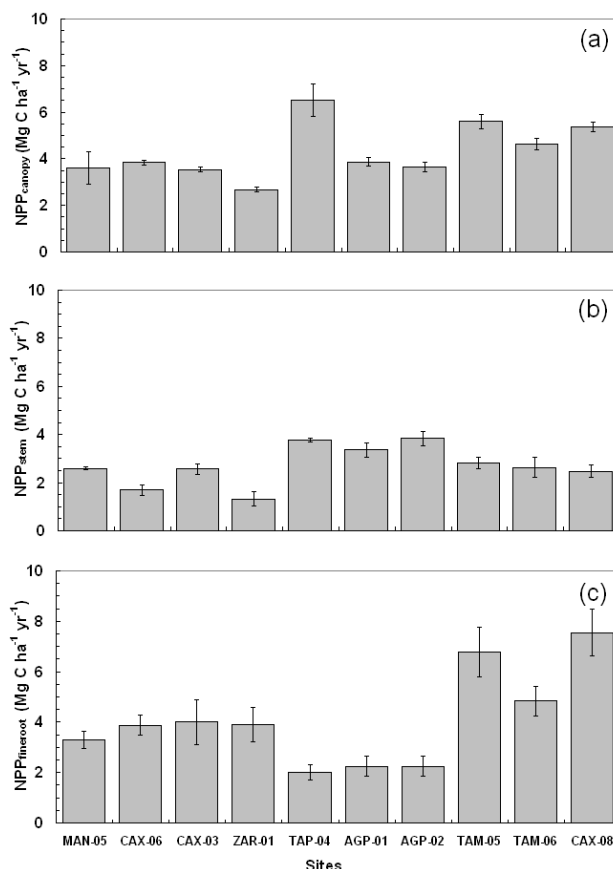 (a)
NPPcanopy (Mg C ha-1 yr-1)
10
8
6
4
2
0
(b)
NPPstem (Mg C ha-1 yr-1)
10
8
6
4
2
0
(c)
NPPfineroot (Mg C ha-1 yr-1)
10
8
6
4
2
0
MAN-05 CAX-06 CAX-03 ZAR-01 TAP-04 AGP-01 AGP-02 TAM-05 TAM-06 CAX-08
Sites